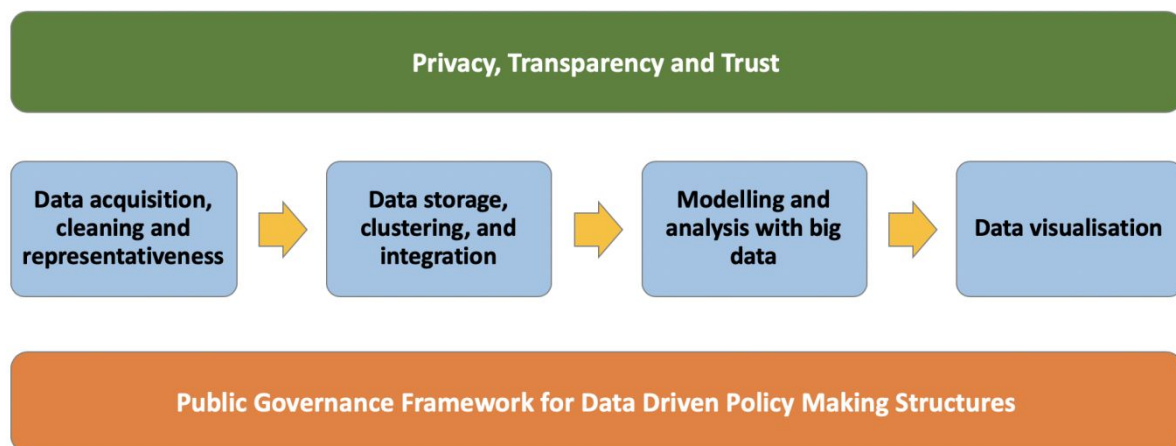 Privacy, Transparency and Trust
Data acquisition,
cleaning and
representativeness
Data storage,
clustering, and
integration
Modelling and
analysis with big
data
Data visualisation
Public Governance Framework for Data Driven Policy Making Structures